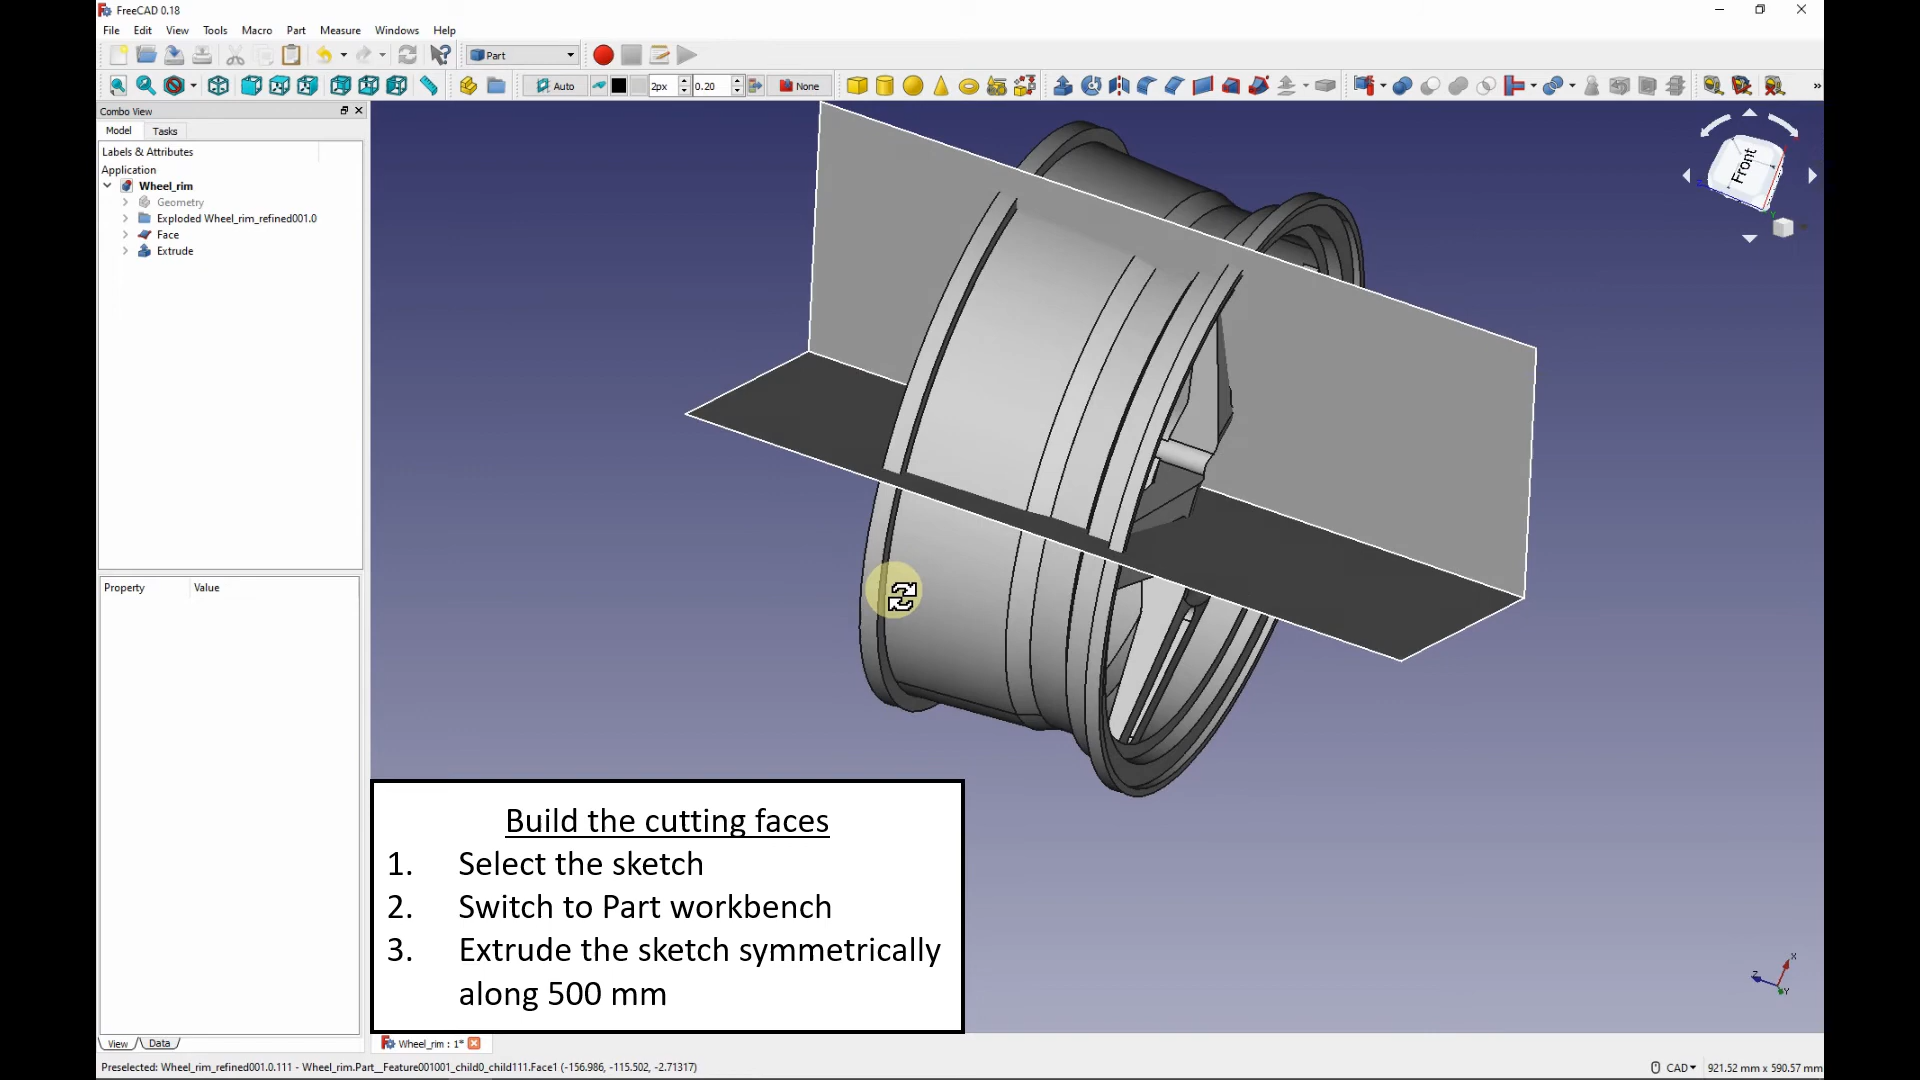 FreeCAD 0.18
File Edit View Tools Macro Part Measure Windows Help
Part
Auto 2px 0.20 None
Combo View
Model Tasks
Labels & Attributes
Application
Wheel_rim
Geometry
Exploded Wheel_rim_refined001.0
Face
Extrude
Front
Property Value
Build the cutting faces
1. Select the sketch
2. Switch to Part workbench
3. Extrude the sketch symmetrically
along 500 mm
X
Z
Y
View Data
Wheel_rim : 1*
Preselected: Wheel_rim_refined001.0.111 - Wheel_rim.Part__Feature001001_child0_child111.Face1 (-156.986, -115.502, -2.71317)
CAD 921.52 mm x 590.57 mm